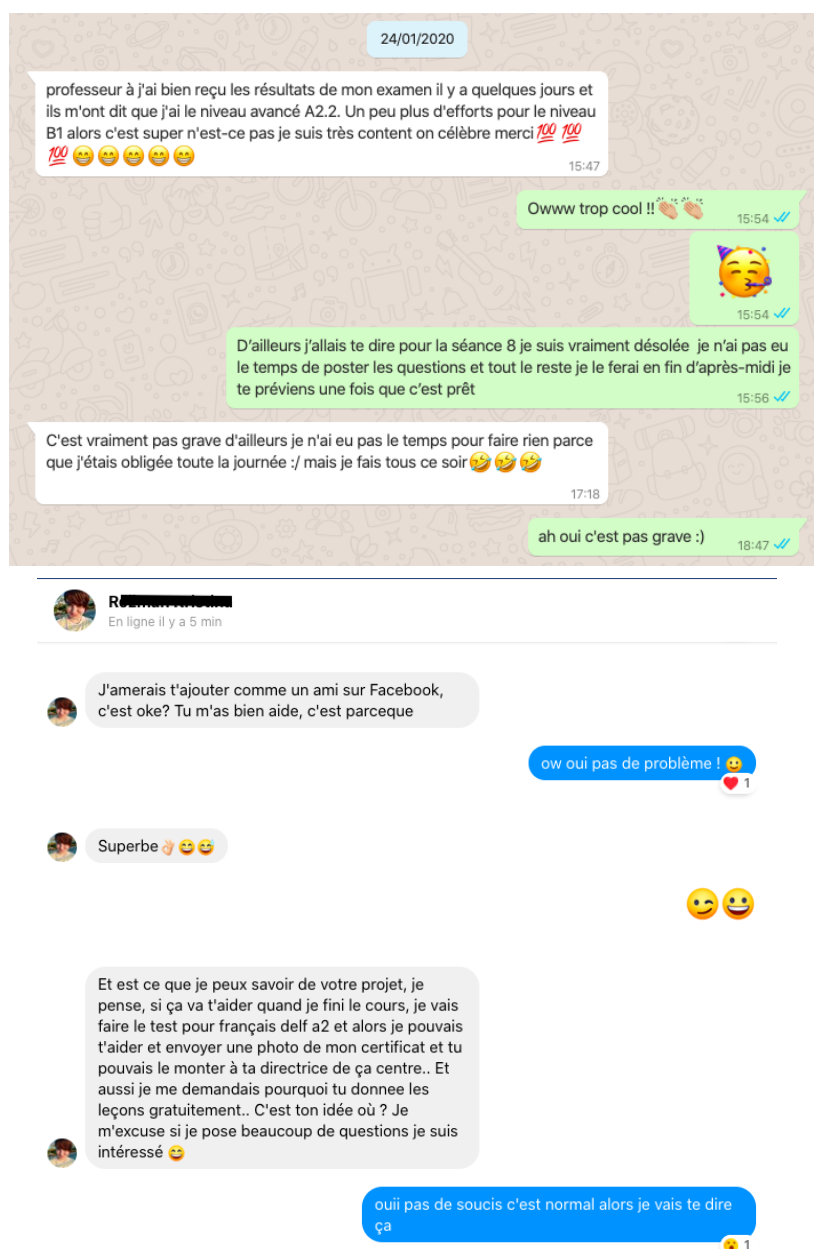 24/01/2020
professeur à j'ai bien reçu les résultats de mon examen il y a quelques jours et
ils m'ont dit que j'ai le niveau avancé A2.2. Un peu plus d'efforts pour le niveau
B1 alors c'est super n'est-ce pas je suis très content on célèbre merci 💯 💯
💯 😁 😁 😁 😁 😁
15:47
Owww trop cool !! 👏🏼 👏🏼
15:54
15:54
D'ailleurs j'allais te dire pour la séance 8 je suis vraiment désolée je n'ai pas eu
le temps de poster les questions et tout le reste je le ferai en fin d'après-midi je
te préviens une fois que c'est prêt
15:56
C'est vraiment pas grave d'ailleurs je n'ai eu pas le temps pour faire rien parce
que j'étais obligée toute la journée :/ mais je fais tous ce soir 🤣 🤣 🤣
17:18
ah oui c'est pas grave :)
18:47
En ligne il y a 5 min
J'amerais t'ajouter comme un ami sur Facebook,
c'est oke? Tu m'as bien aide, c'est parceque
ow oui pas de problème ! 🙂
❤️ 1
Superbe 👌🏻 😄 😅
😉 😀
Et est ce que je peux savoir de votre projet, je
pense, si ça va t'aider quand je fini le cours, je vais
faire le test pour français delf a2 et alors je pouvais
t'aider et envoyer une photo de mon certificat et tu
pouvais le monter à ta directrice de ça centre.. Et
aussi je me demandais pourquoi tu donnee les
leçons gratuitement.. C'est ton idée où ? Je
m'excuse si je pose beaucoup de questions je suis
intéressé 😄
ouii pas de soucis c'est normal alors je vais te dire
ça
😮 1